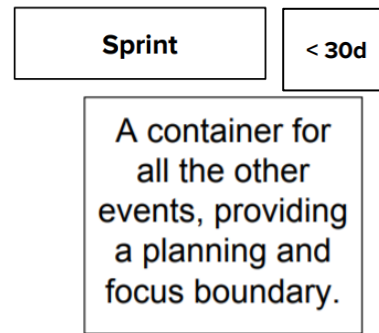 Sprint
< 30d
A container for
all the other
events, providing
a planning and
focus boundary.